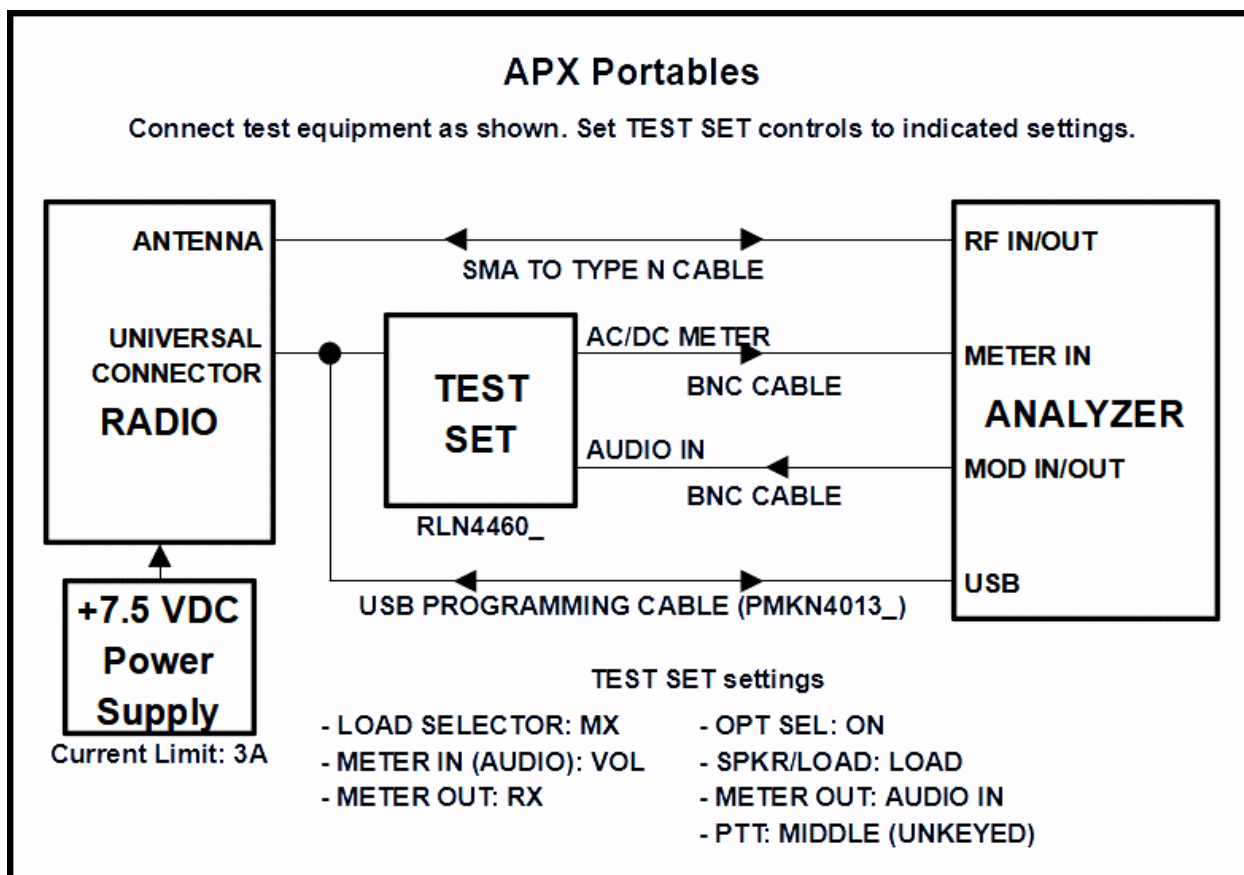 APX Portables
Connect test equipment as shown. Set TEST SET controls to indicated settings.
ANTENNA
RF IN/OUT
SMA TO TYPE N CABLE
UNIVERSAL
CONNECTOR
RADIO
TEST
SET
RLN4460_
AC/DC METER
BNC CABLE
METER IN
ANALYZER
AUDIO IN
BNC CABLE
MOD IN/OUT
USB
USB PROGRAMMING CABLE (PMKN4013_)
+7.5 VDC
Power
Supply
Current Limit: 3A
TEST SET settings
- LOAD SELECTOR: MX
- METER IN (AUDIO): VOL
- METER OUT: RX
- OPT SEL: ON
- SPKR/LOAD: LOAD
- METER OUT: AUDIO IN
- PTT: MIDDLE (UNKEYED)